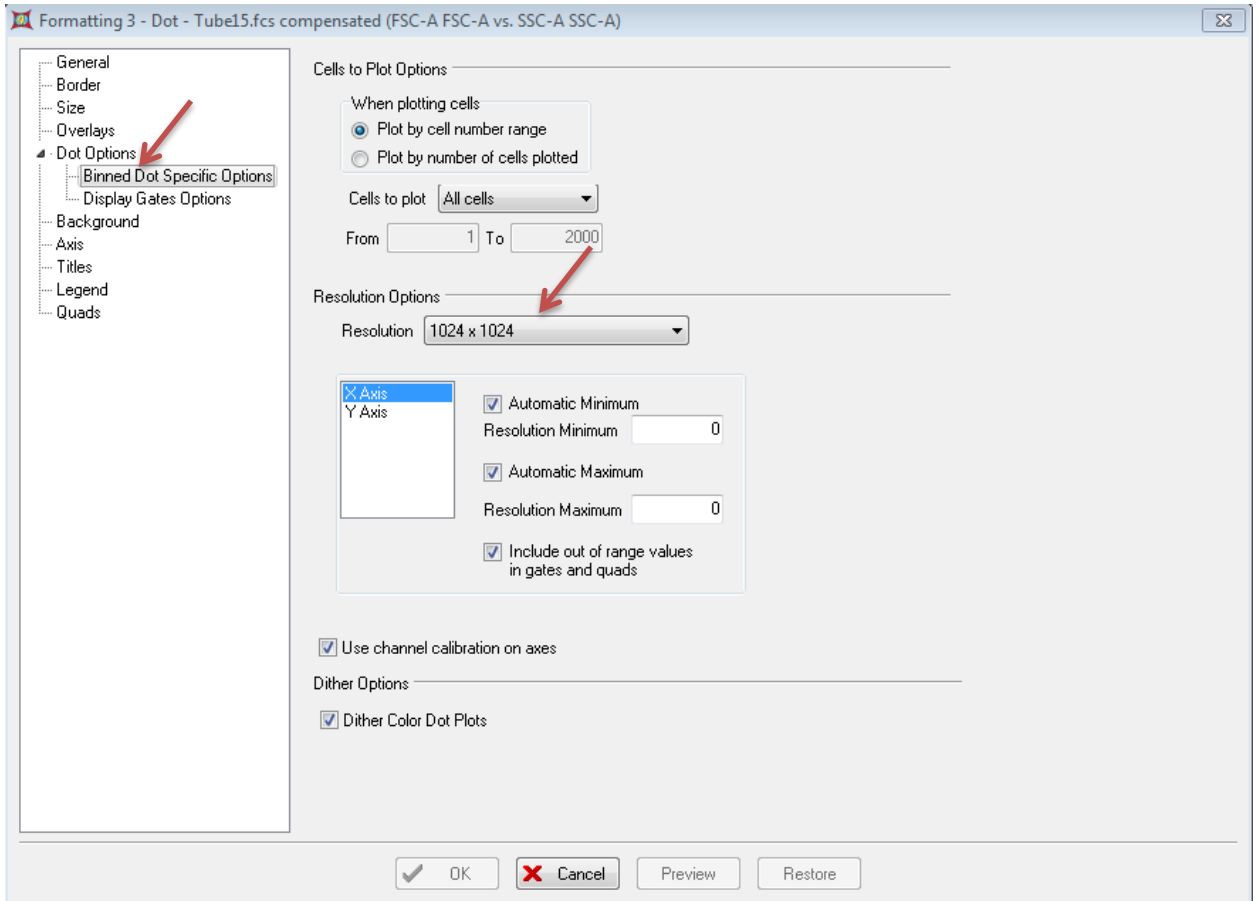 Formatting 3 - Dot - Tube15.fcs compensated (FSC-A FSC-A vs. SSC-A SSC-A)
General
Border
Size
Overlays
Dot Options
Binned Dot Specific Options
Display Gates Options
Background
Axis
Titles
Legend
Quads
Cells to Plot Options
When plotting cells
Plot by cell number range
Plot by number of cells plotted
Cells to plot All cells
From 1 To 2000
Resolution Options
Resolution 1024 x 1024
X Axis
Y Axis
Automatic Minimum
Resolution Minimum 0
Automatic Maximum
Resolution Maximum 0
Include out of range values
in gates and quads
Use channel calibration on axes
Dither Options
Dither Color Dot Plots
OK Cancel Preview Restore